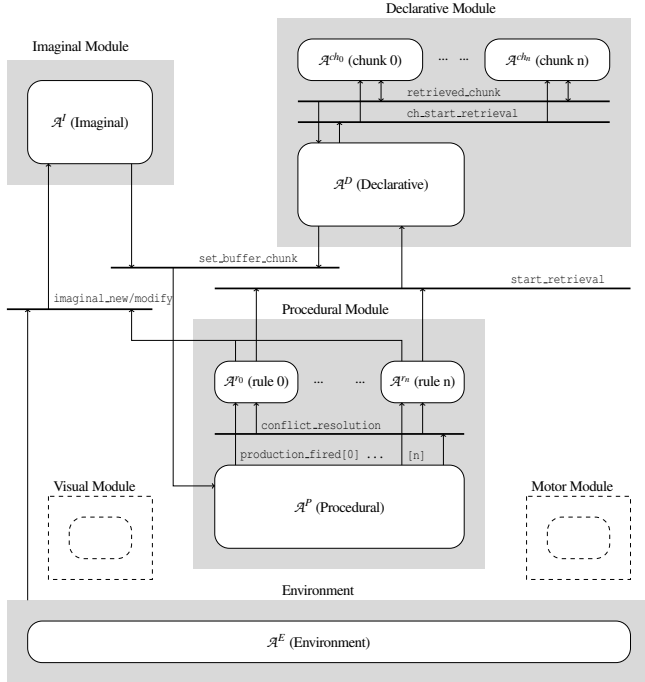 Declarative Module
Imaginal Module
𝒜^{ch_0} (chunk 0) ... ... 𝒜^{ch_n} (chunk n)
retrieved_chunk
ch_start_retrieval
𝒜^I (Imaginal)
𝒜^D (Declarative)
set_buffer_chunk
start_retrieval
imaginal_new/modify
Procedural Module
𝒜^{r_0} (rule 0) ... ... 𝒜^{r_n} (rule n)
conflict_resolution
production_fired[0] ... [n]
Visual Module
Motor Module
𝒜^P (Procedural)
Environment
𝒜^E (Environment)